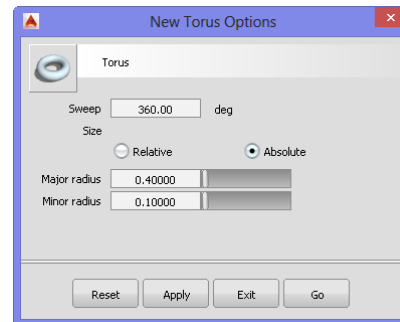 New Torus Options
Torus
Sweep 360.00 deg
Size
Relative Absolute
Major radius 0.40000
Minor radius 0.10000
Reset Apply Exit Go